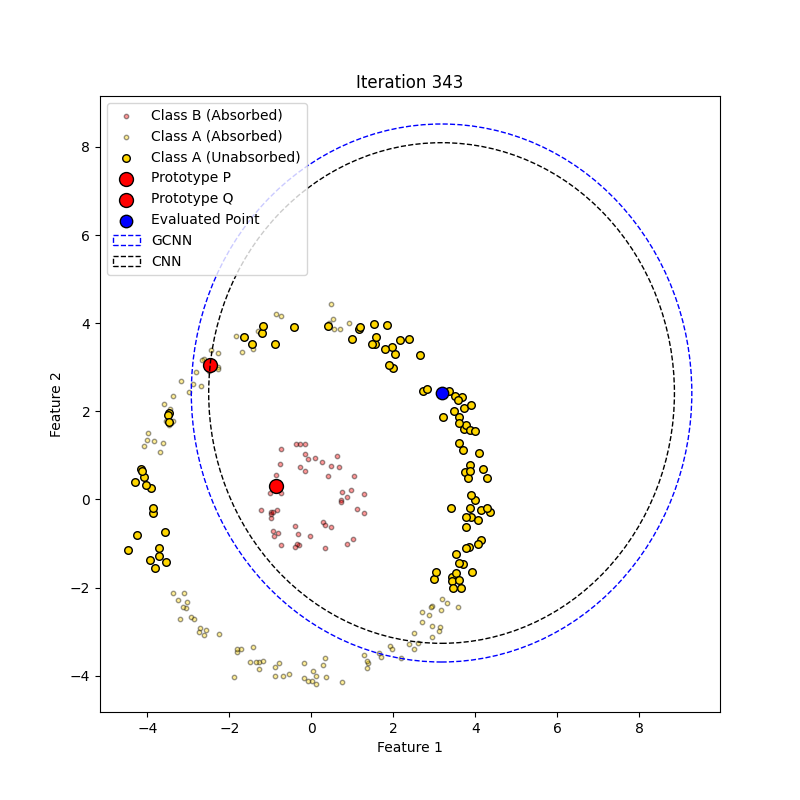 Iteration 343
Class B (Absorbed)
Class A (Absorbed)
Class A (Unabsorbed)
Prototype P
Prototype Q
Evaluated Point
GCNN
CNN
8
6
4
2
0
−2
−4
Feature 2
−4
−2
0
2
4
6
8
Feature 1